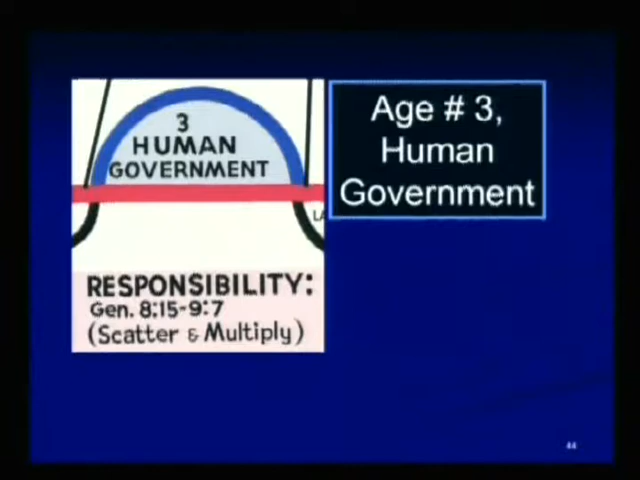 3
HUMAN
GOVERNMENT
RESPONSIBILITY:
Gen. 8:15-9:7
(Scatter & Multiply)
Age # 3,
Human
Government
44